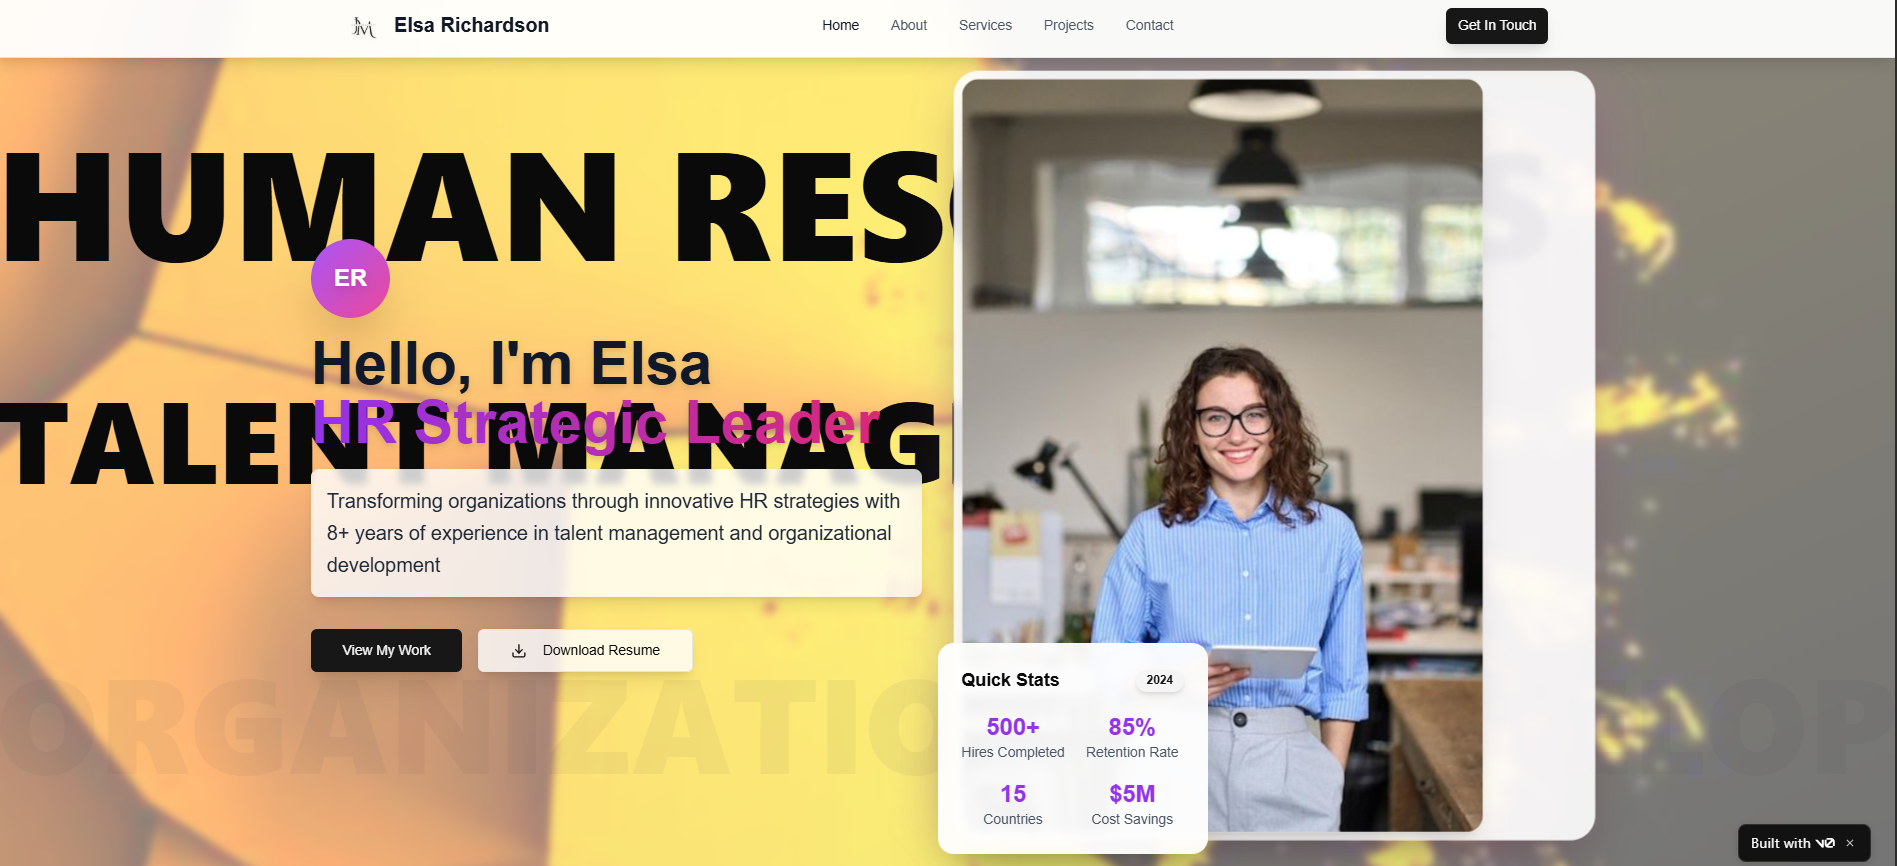 Elsa Richardson
Home
About
Services
Projects
Contact
Get In Touch
HUMAN RES
ER
Hello, I'm Elsa
TALENT MANAG
HR Strategic Leader
Transforming organizations through innovative HR strategies with
8+ years of experience in talent management and organizational
development
View My Work
Download Resume
ORGANIZATIO
LOP
Quick Stats
2024
500+
Hires Completed
85%
Retention Rate
15
Countries
$5M
Cost Savings
Built with v0